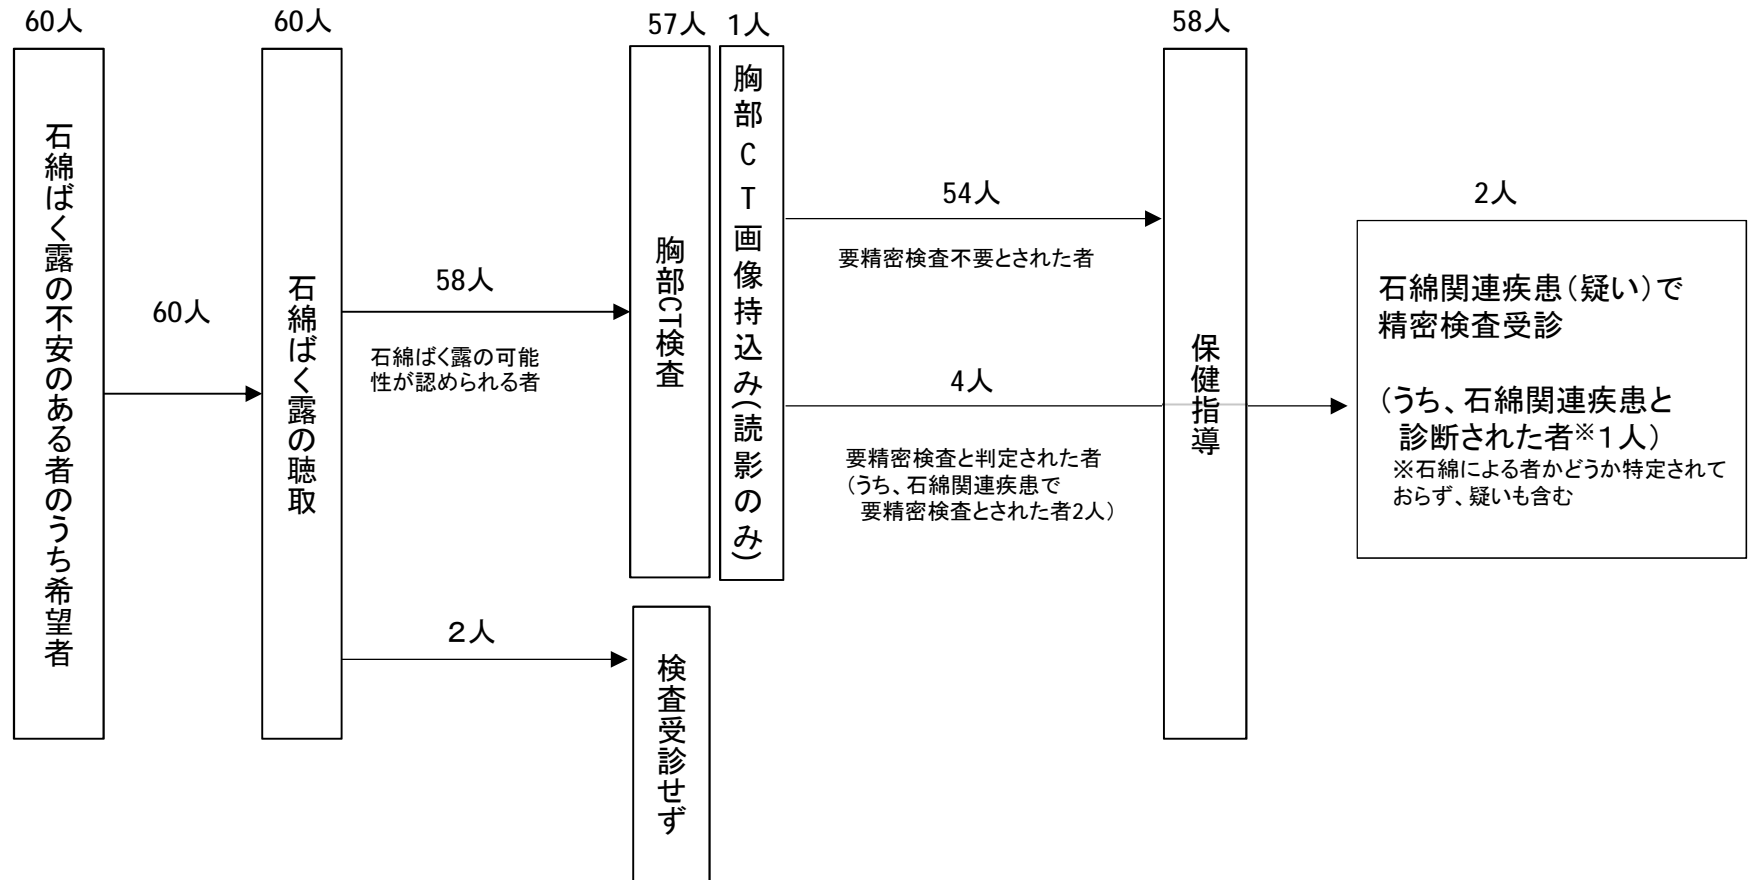 60人
石綿ばく露の不安のある者のうち希望者
60人
60人
石綿ばく露の聴取
58人
石綿ばく露の可能
性が認められる者
2人
57人
胸部CT検査
1人
胸部CT画像持込み(読影のみ)
検査受診せず
54人
要精密検査不要とされた者
4人
要精密検査と判定された者
(うち、石綿関連疾患で
要精密検査とされた者2人)
58人
保健指導
2人
石綿関連疾患(疑い)で
精密検査受診
(うち、石綿関連疾患と
診断された者※1人)
※石綿による者かどうか特定されて
おらず、疑いも含む